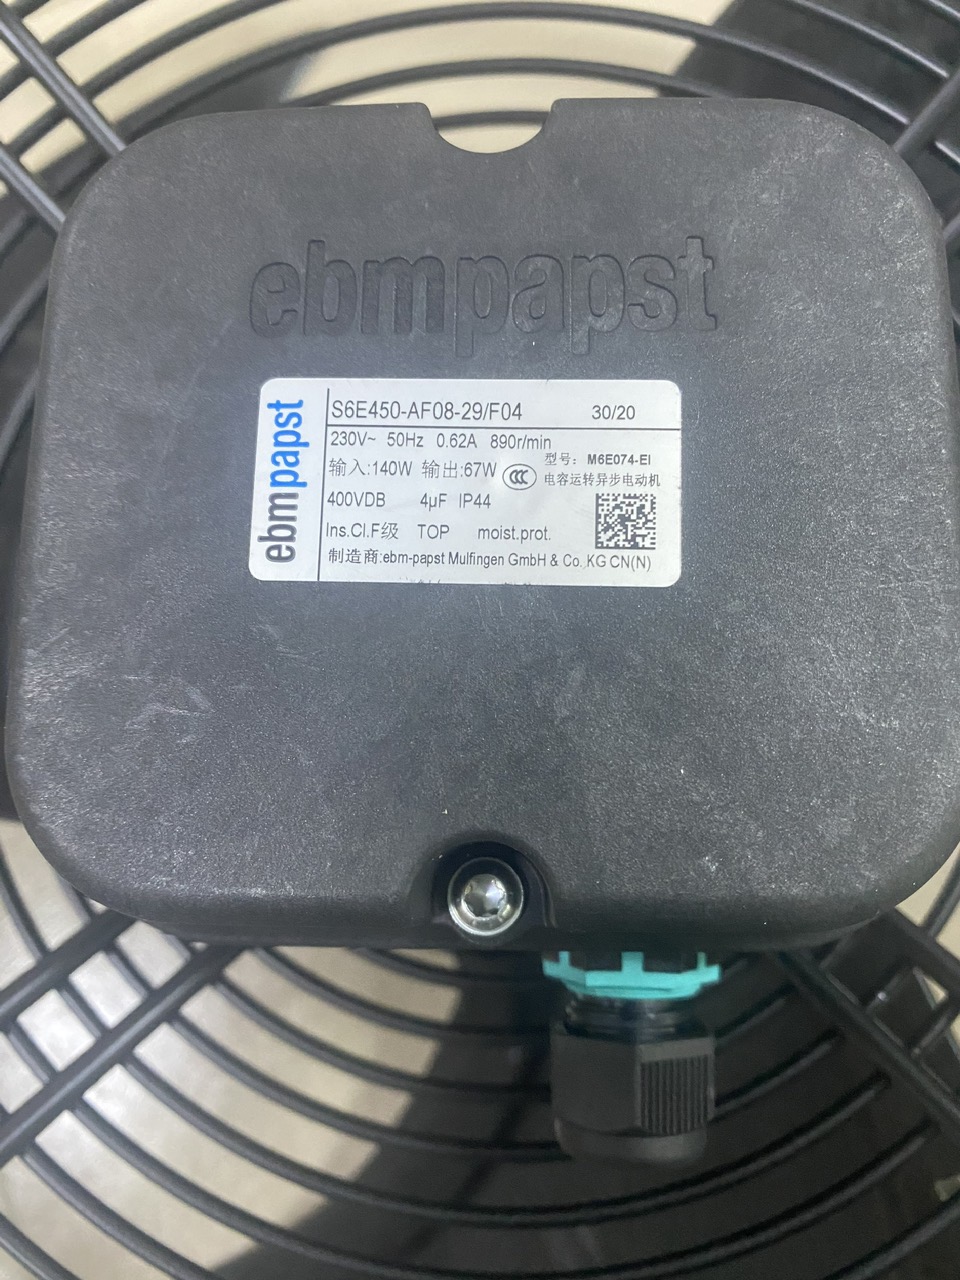 ebmpapst
ebmpapst
S6E450-AF08-29/F04 30/20
230V~ 50Hz 0.62A 890r/min
输入:140W 输出:67W CCC 型号: M6E074-EI
电容运转异步电动机
400VDB 4µF IP44
Ins.Cl.F级 TOP moist.prot.
制造商:ebm-papst Mulfingen GmbH & Co. KG CN(N)